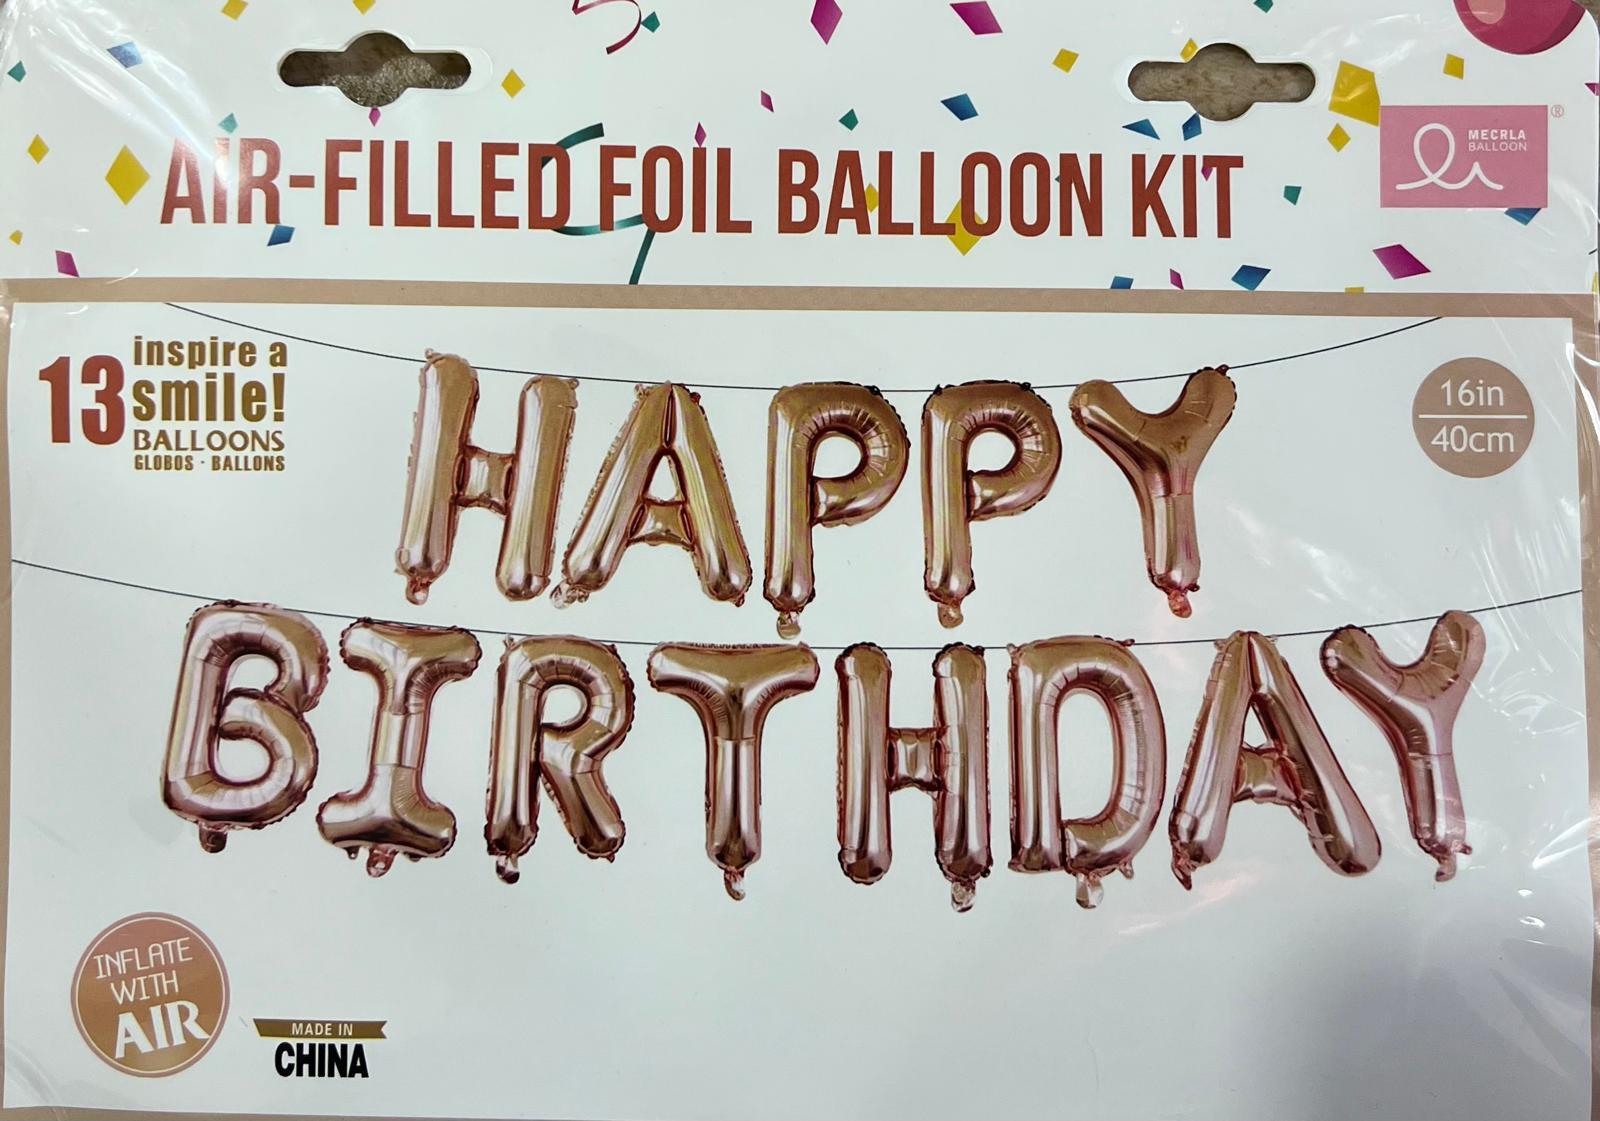 AIR-FILLED FOIL BALLOON KIT
MECRLA
BALLOON
®
13
inspire a
smile!
BALLOONS
GLOBOS · BALLONS
16in
40cm
HAPPY
BIRTHDAY
INFLATE
WITH
AIR
MADE IN
CHINA